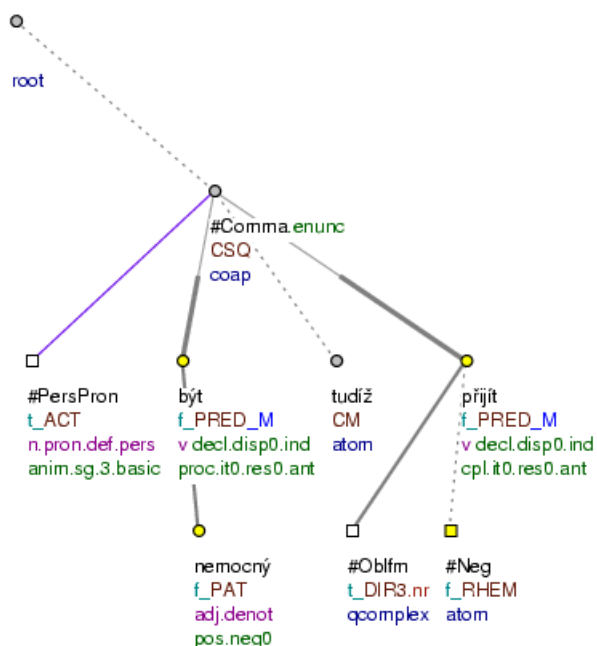 root
#Comma.enunc
CSQ
coap
#PersPron
t_ACT
n.pron.def.pers
anim.sg.3.basic
být
f_PRED_M
v decl.disp0.ind
proc.it0.res0.ant
tudíž
CM
atom
přijít
f_PRED_M
v decl.disp0.ind
cpl.it0.res0.ant
nemocný
f_PAT
adj.denot
pos.neg0
#Oblfm
t_DIR3.nr
qcomplex
#Neg
f_RHEM
atom